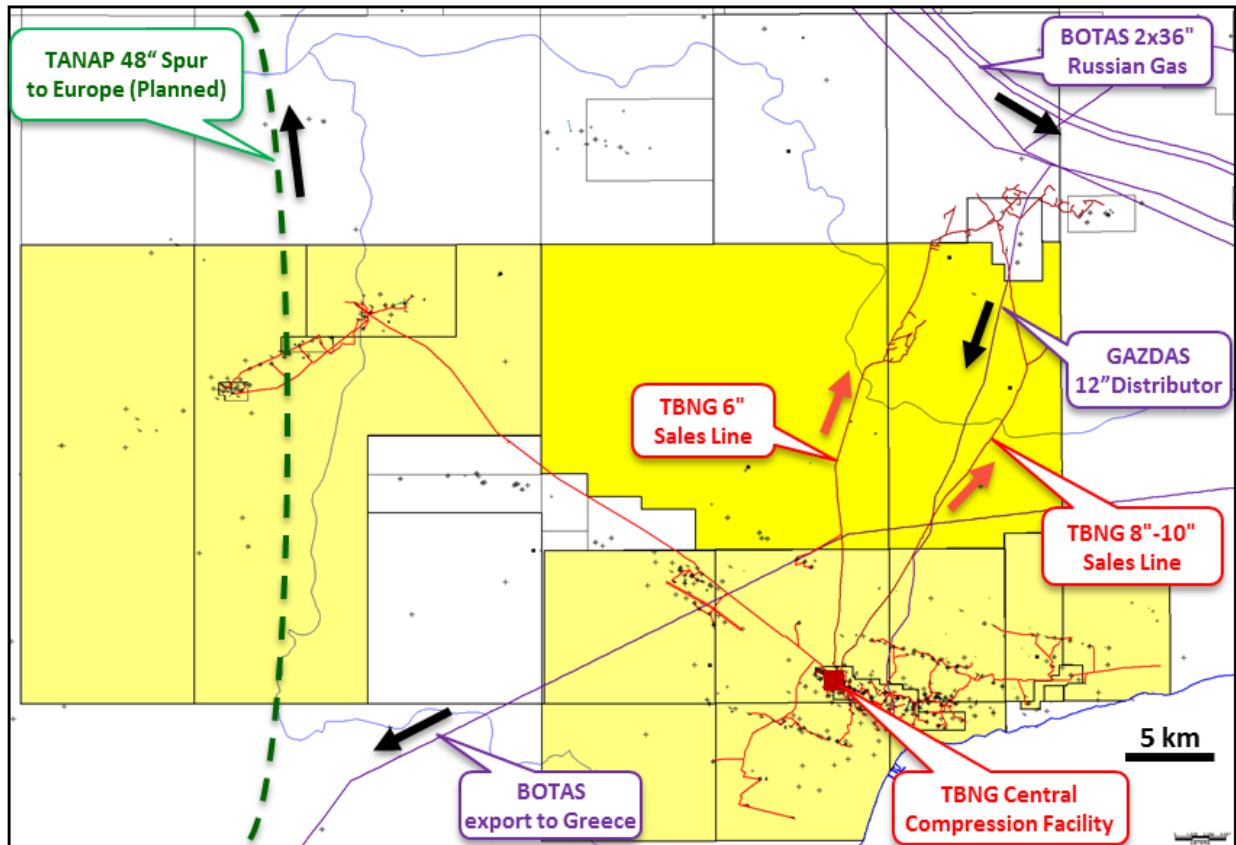 TANAP 48“ Spur
to Europe (Planned)
BOTAS 2x36"
Russian Gas
GAZDAS
12”Distributor
TBNG 6"
Sales Line
TBNG 8"-10"
Sales Line
5 km
BOTAS
export to Greece
TBNG Central
Compression Facility